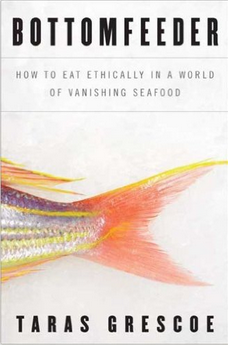 BOTTOMFEEDER
HOW TO EAT ETHICALLY IN A WORLD
OF VANISHING SEAFOOD
TARAS GRESCOE